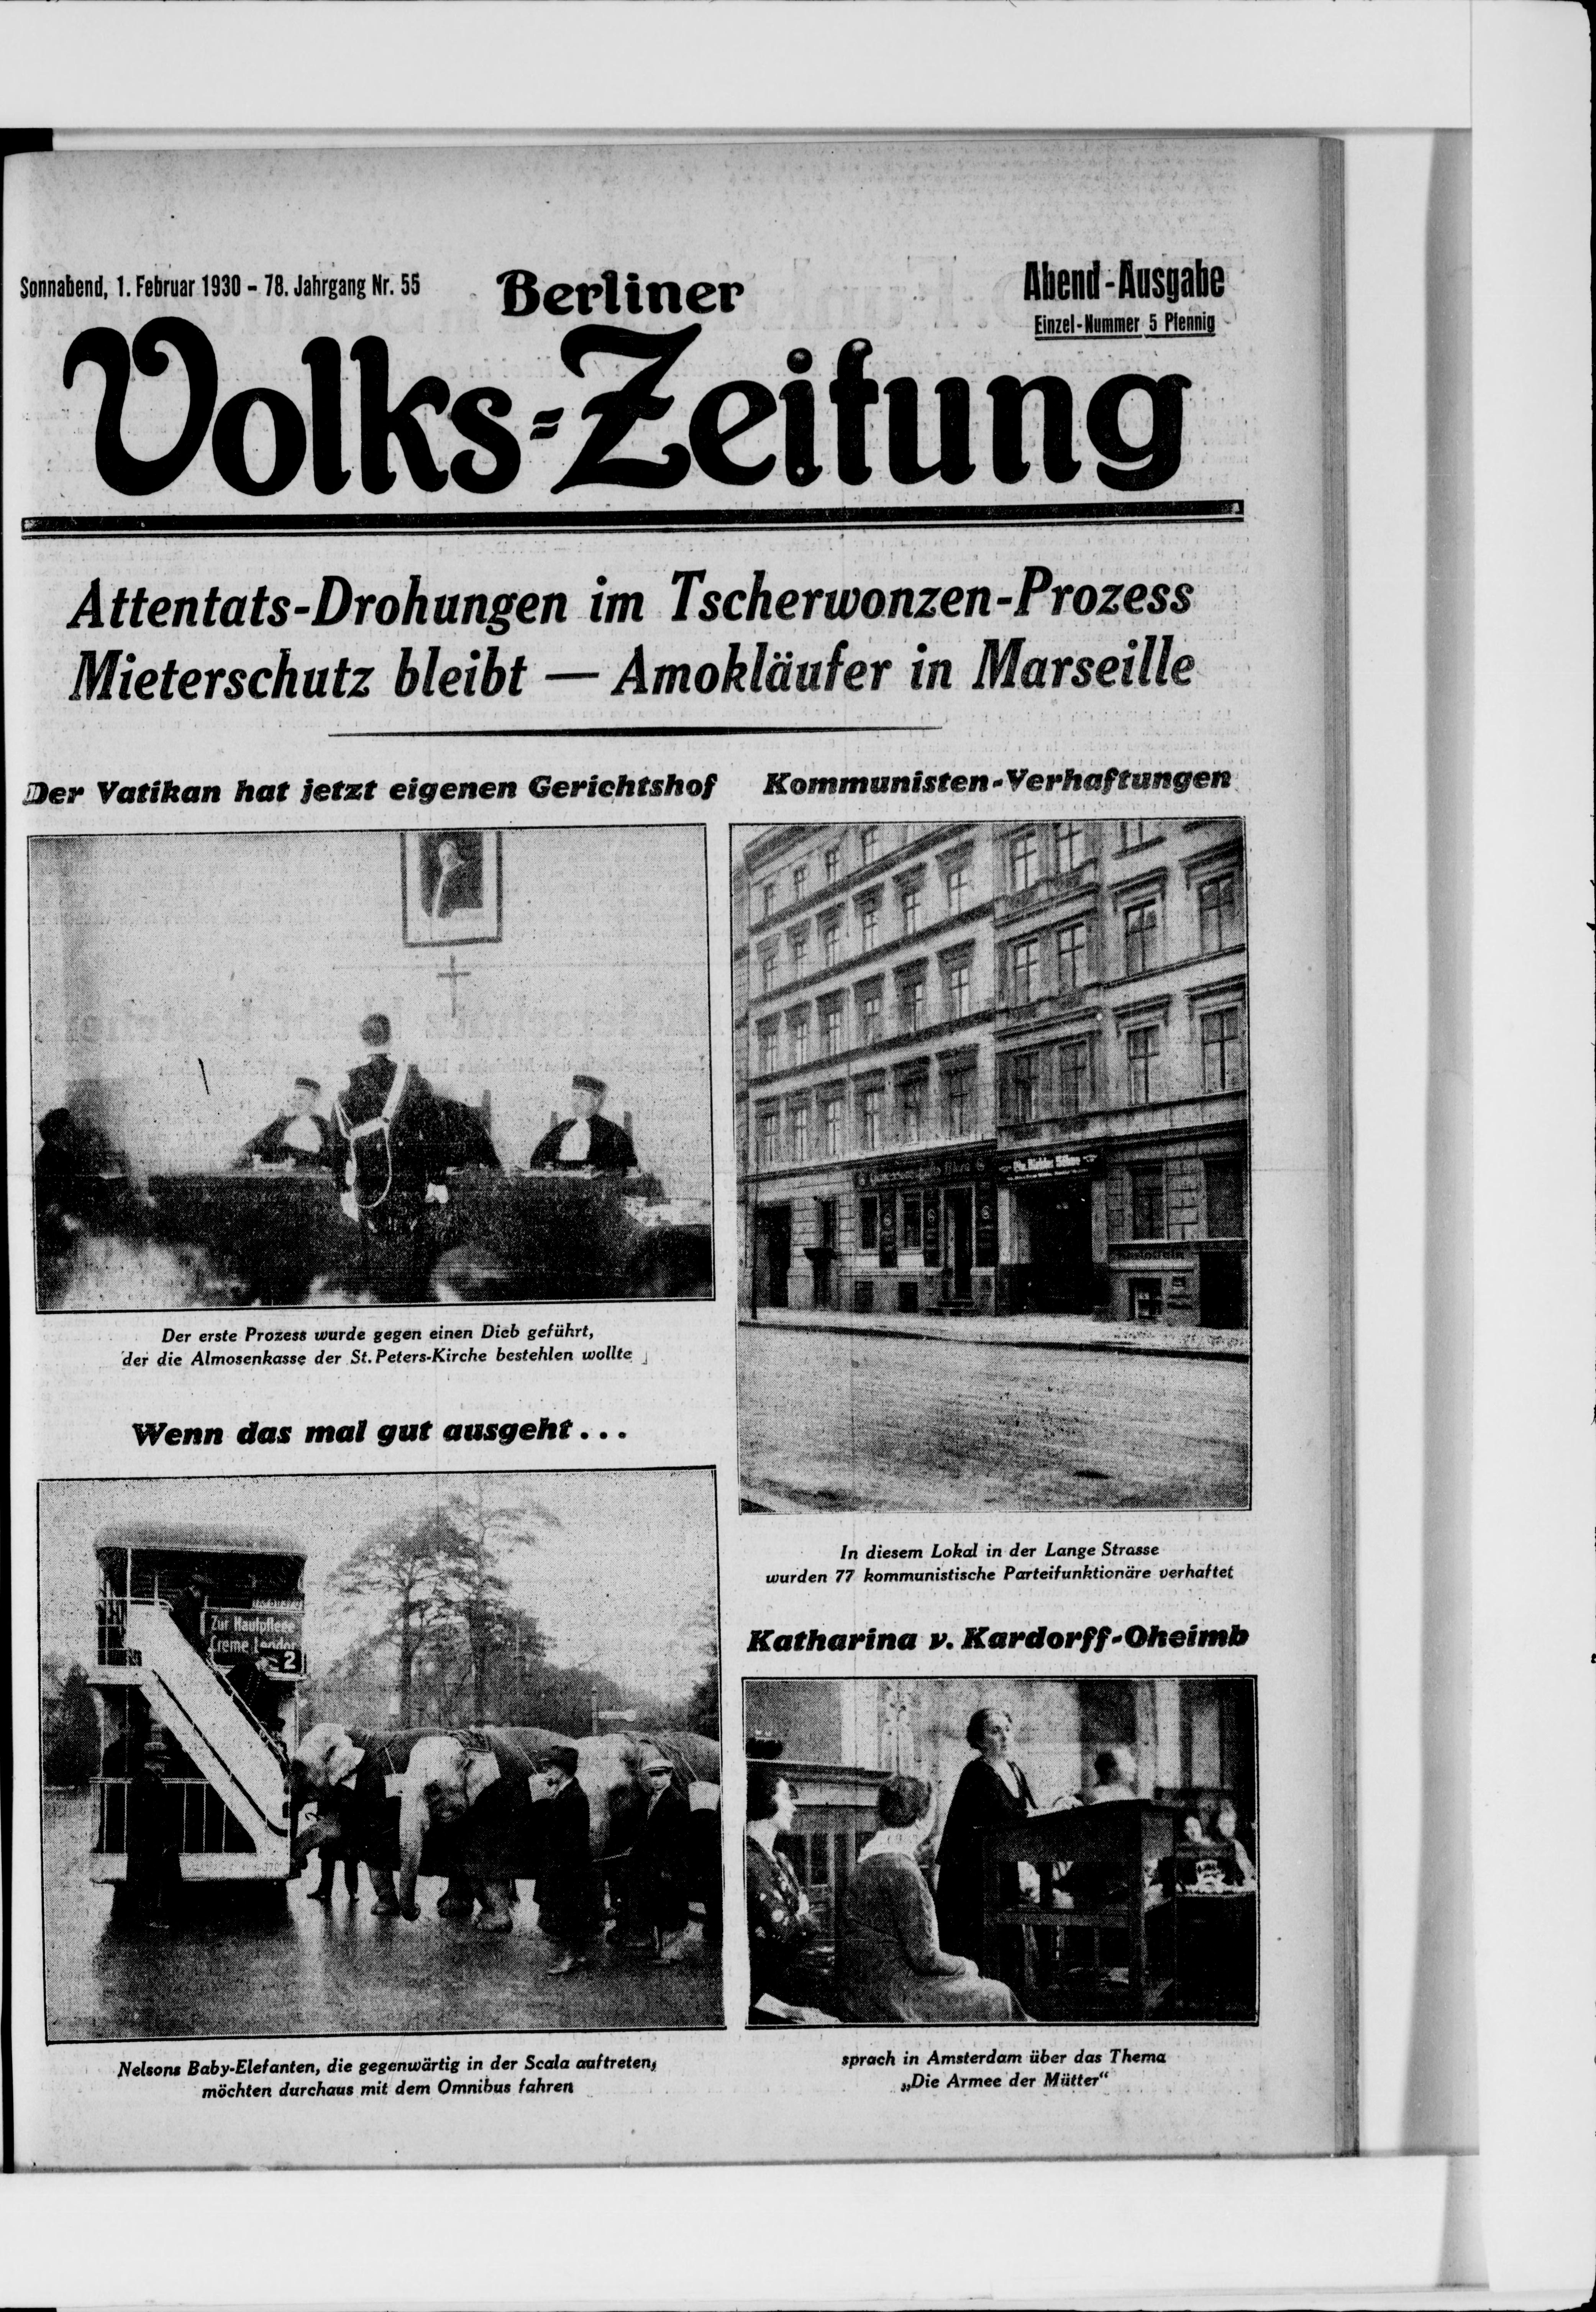 Sonnabend, 1. Februar 1930 - 78. Jahrgang Nr. 55
Berliner
Abend-Ausgabe
Einzel-Nummer 5 Pfennig
Volks-Zeitung
Attentats-Drohungen im Tscherwonzen-Prozess
Mieterschutz bleibt — Amokläufer in Marseille
Der Vatikan hat jetzt eigenen Gerichtshof
Der erste Prozess wurde gegen einen Dieb geführt,
der die Almosenkasse der St. Peters-Kirche bestehlen wollte
Wenn das mal gut ausgeht...
Zur Hautpflege
Creme Leodor
2
Nelsons Baby-Elefanten, die gegenwärtig in der Scala auftreten,
möchten durchaus mit dem Omnibus fahren
Kommunisten-Verhaftungen
In diesem Lokal in der Lange Strasse
wurden 77 kommunistische Parteifunktionäre verhaftet
Katharina v. Kardorff-Oheimb
sprach in Amsterdam über das Thema
„Die Armee der Mütter“